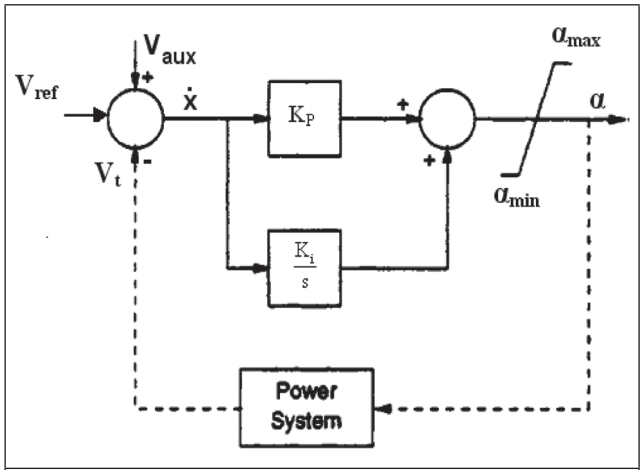 V_aux
+
V_ref
ẋ
K_P
+
α_max
α
V_t
-
+
α_min
K_i
s
Power
System